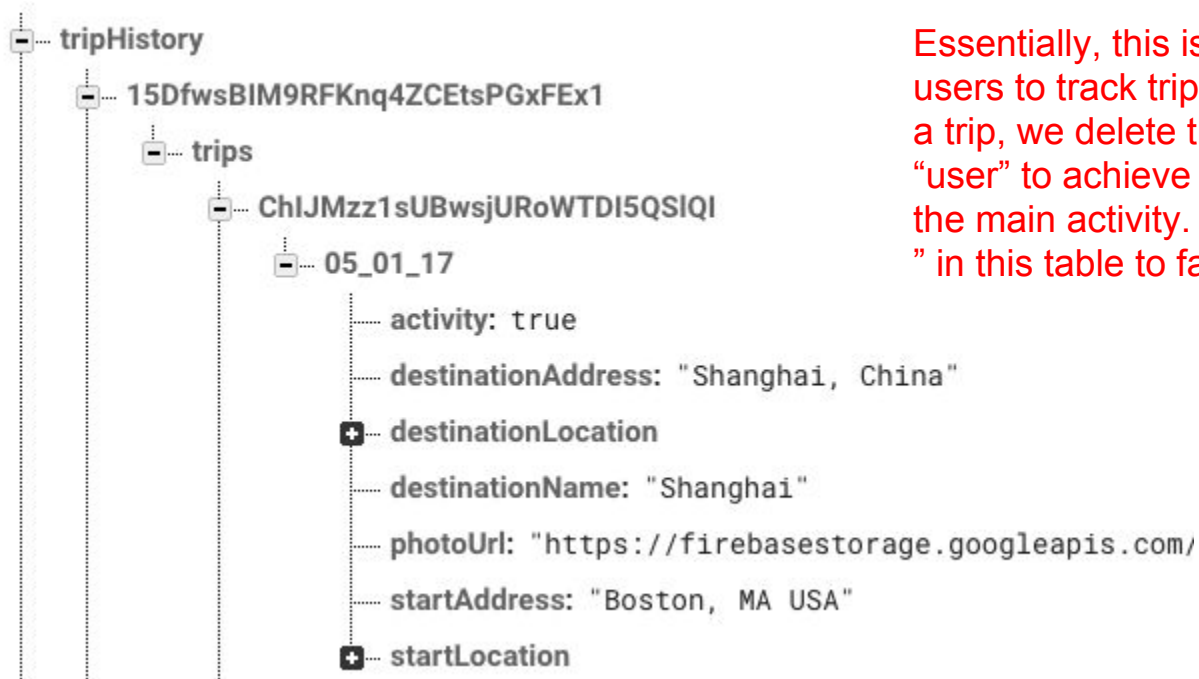 tripHistory
15DfwsBIM9RFKnq4ZCEtsPGxFEx1
trips
ChIJMzz1sUBwsjURoWTDI5QSlQI
05_01_17
activity: true
destinationAddress: "Shanghai, China"
destinationLocation
destinationName: "Shanghai"
photoUrl: "https://firebasestorage.googleapis.com/
startAddress: "Boston, MA USA"
startLocation
Essentially, this is
users to track trip
a trip, we delete t
“user” to achieve
the main activity.
” in this table to fa